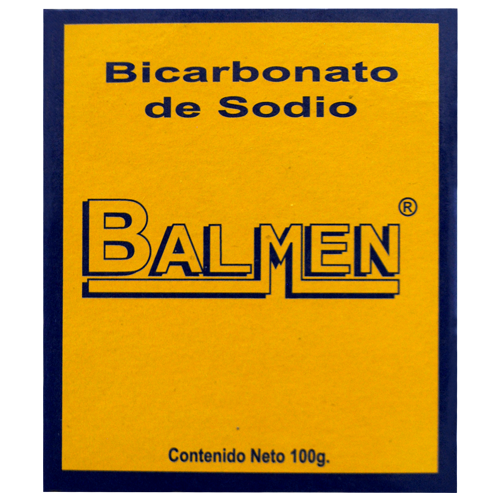 Bicarbonato
de Sodio
BALMEN®
Contenido Neto 100g.